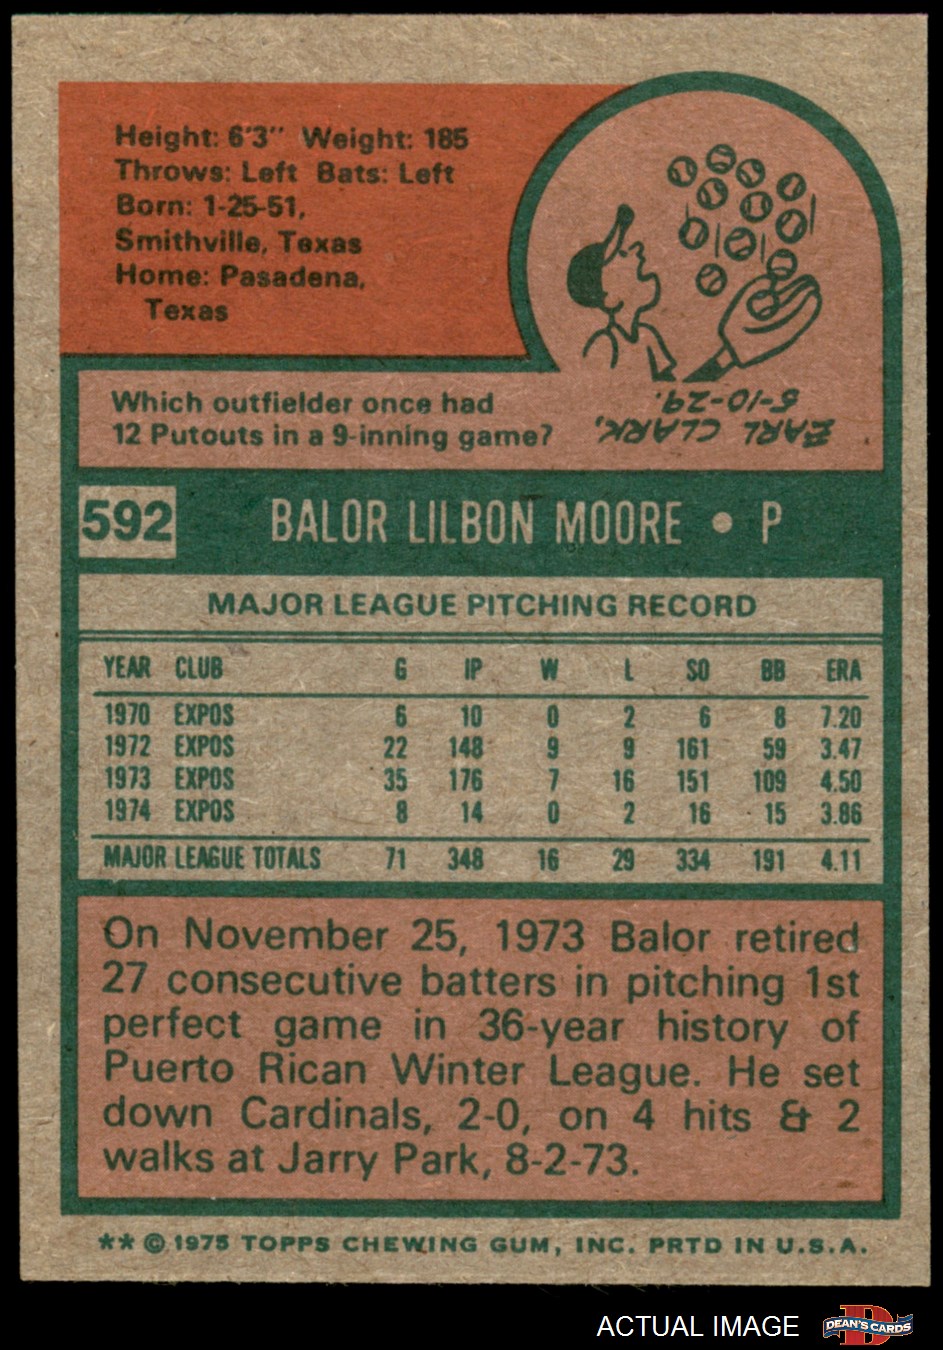 Height: 6'3" Weight: 185
Throws: Left Bats: Left
Born: 1-25-51,
Smithville, Texas
Home: Pasadena,
Texas
Which outfielder once had
12 Putouts in a 9-inning game?
EARL CLARK,
5-10-29.
592 BALOR LILBON MOORE • P
MAJOR LEAGUE PITCHING RECORD
YEAR CLUB G IP W L SO BB ERA
1970 EXPOS 6 10 0 2 6 8 7.20
1972 EXPOS 22 148 9 9 161 59 3.47
1973 EXPOS 35 176 7 16 151 109 4.50
1974 EXPOS 8 14 0 2 16 15 3.86
MAJOR LEAGUE TOTALS 71 348 16 29 334 191 4.11
On November 25, 1973 Balor retired
27 consecutive batters in pitching 1st
perfect game in 36-year history of
Puerto Rican Winter League. He set
down Cardinals, 2-0, on 4 hits & 2
walks at Jarry Park, 8-2-73.
** © 1975 TOPPS CHEWING GUM, INC. PRTD IN U.S.A.
ACTUAL IMAGE
DEAN'S CARDS